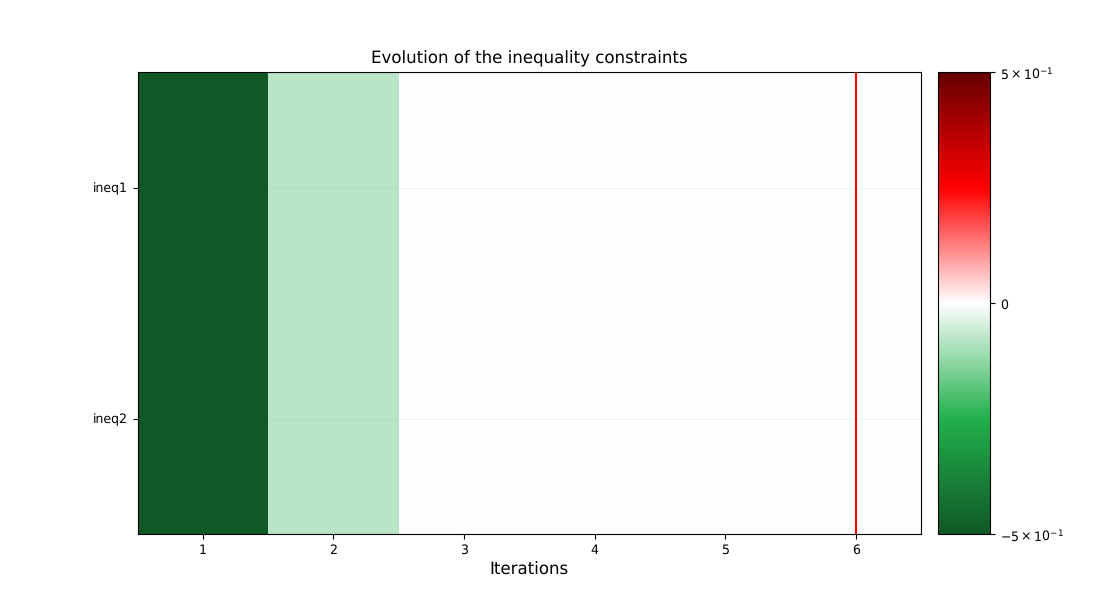 Evolution of the inequality constraints
ineq1
ineq2
1 2 3 4 5 6
Iterations
5 × 10⁻¹
0
−5 × 10⁻¹